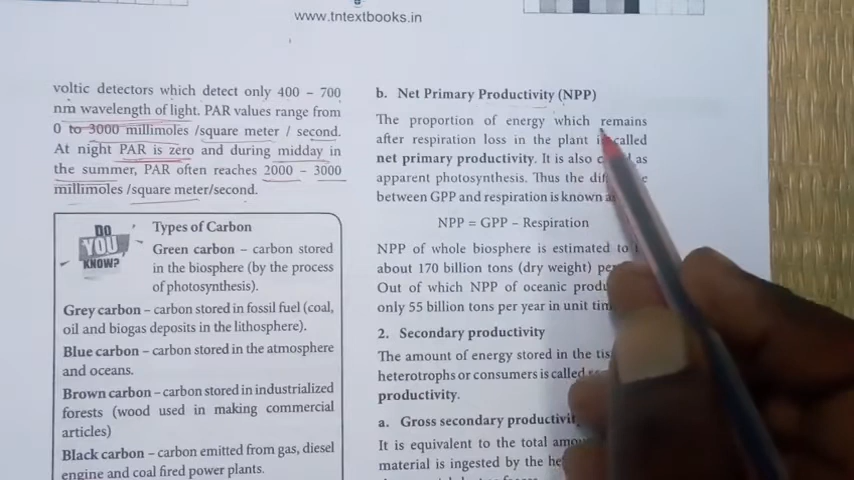 www.tntextbooks.in
voltic detectors which detect only 400 – 700
nm wavelength of light. PAR values range from
0 to 3000 millimoles /square meter / second.
At night PAR is zero and during midday in
the summer, PAR often reaches 2000 – 3000
millimoles /square meter/second.
DO
YOU
KNOW?
Types of Carbon
Green carbon – carbon stored
in the biosphere (by the process
of photosynthesis).
Grey carbon – carbon stored in fossil fuel (coal,
oil and biogas deposits in the lithosphere).
Blue carbon – carbon stored in the atmosphere
and oceans.
Brown carbon – carbon stored in industrialized
forests (wood used in making commercial
articles)
Black carbon – carbon emitted from gas, diesel
engine and coal fired power plants.
b. Net Primary Productivity (NPP)
The proportion of energy which remains
after respiration loss in the plant is called
net primary productivity. It is also as
apparent photosynthesis. Thus the
between GPP and respiration is known
NPP = GPP – Respiration
NPP of whole biosphere is estimated to
about 170 billion tons (dry weight)
Out of which NPP of oceanic
only 55 billion tons per year in unit
2. Secondary productivity
The amount of energy stored in the
heterotrophs or consumers is called
productivity.
a. Gross secondary
It is equivalent to the total
material is ingested by the